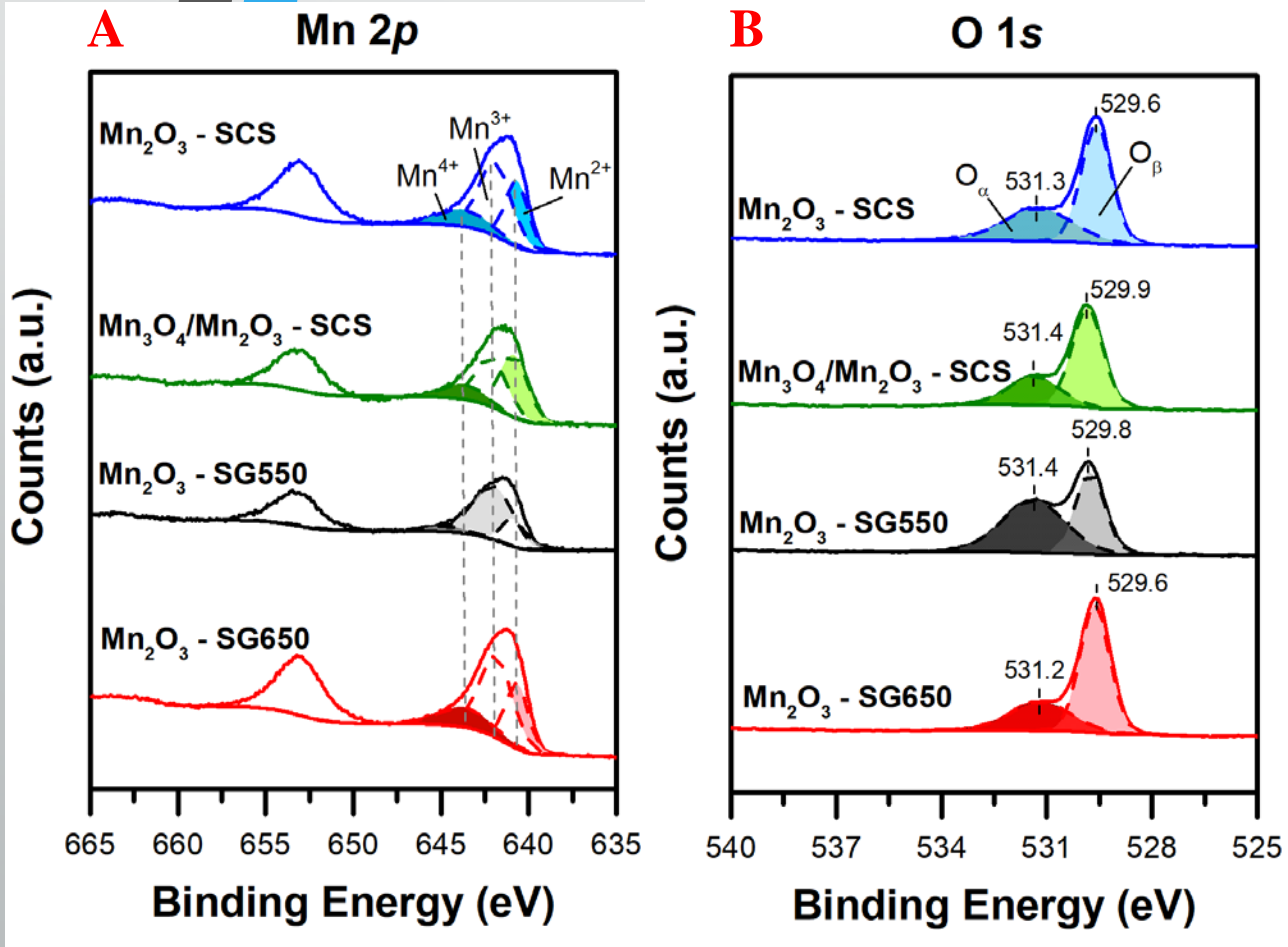 A
Mn 2p
Mn₂O₃ - SCS
Mn³⁺
Mn⁴⁺
Mn²⁺
Mn₃O₄/Mn₂O₃ - SCS
Mn₂O₃ - SG550
Mn₂O₃ - SG650
Counts (a.u.)
665 660 655 650 645 640 635
Binding Energy (eV)
B
O 1s
529.6
Oα
531.3
Oβ
Mn₂O₃ - SCS
529.9
531.4
Mn₃O₄/Mn₂O₃ - SCS
529.8
531.4
Mn₂O₃ - SG550
529.6
531.2
Mn₂O₃ - SG650
Counts (a.u.)
540 537 534 531 528 525
Binding Energy (eV)